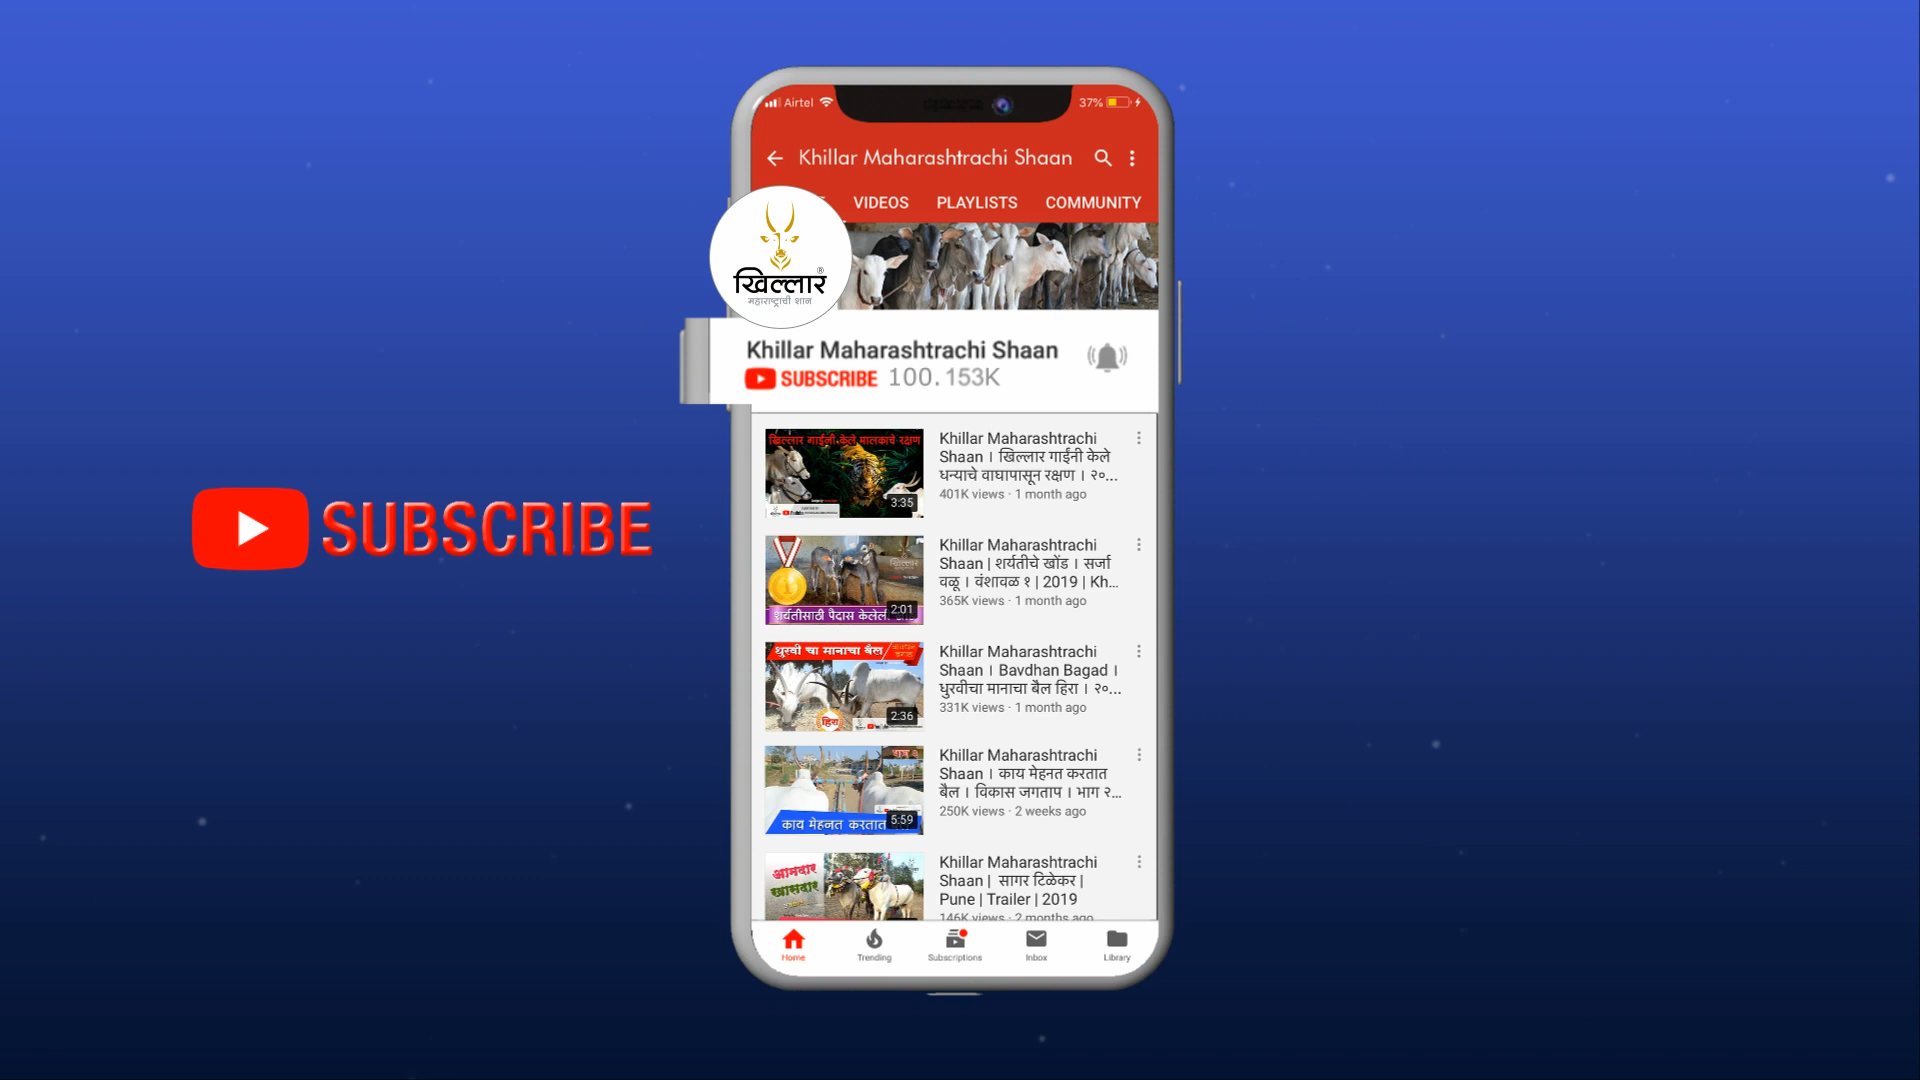 Airtel
37%
Khillar Maharashtrachi Shaan
VIDEOS PLAYLISTS COMMUNITY
खिल्लार®
महाराष्ट्राची शान
Khillar Maharashtrachi Shaan
SUBSCRIBE 100.153K
SUBSCRIBE
खिल्लार गाईंनी केले मालकाचे रक्षण
3:35
Khillar Maharashtrachi
Shaan । खिल्लार गाईंनी केले
धन्याचे वाघापासून रक्षण । २०...
401K views · 1 month ago
2:01
शर्यतीसाठी पैदास केलेली
Khillar Maharashtrachi
Shaan | शर्यतीचे खोंड । सर्जा
वळू । वंशावळ १ | 2019 | Kh...
365K views · 1 month ago
धुरवी चा मानाचा बैल
हिरा
2:36
Khillar Maharashtrachi
Shaan । Bavdhan Bagad ।
धुरवीचा मानाचा बैल हिरा । २०...
331K views · 1 month ago
काय मेहनत करतात
5:59
Khillar Maharashtrachi
Shaan । काय मेहनत करतात
बैल । विकास जगताप । भाग २...
250K views · 2 weeks ago
आमदार
खासदार
Khillar Maharashtrachi
Shaan | सागर टिळेकर |
Pune | Trailer | 2019
146K views · 2 months ago
Home Trending Subscriptions Inbox Library